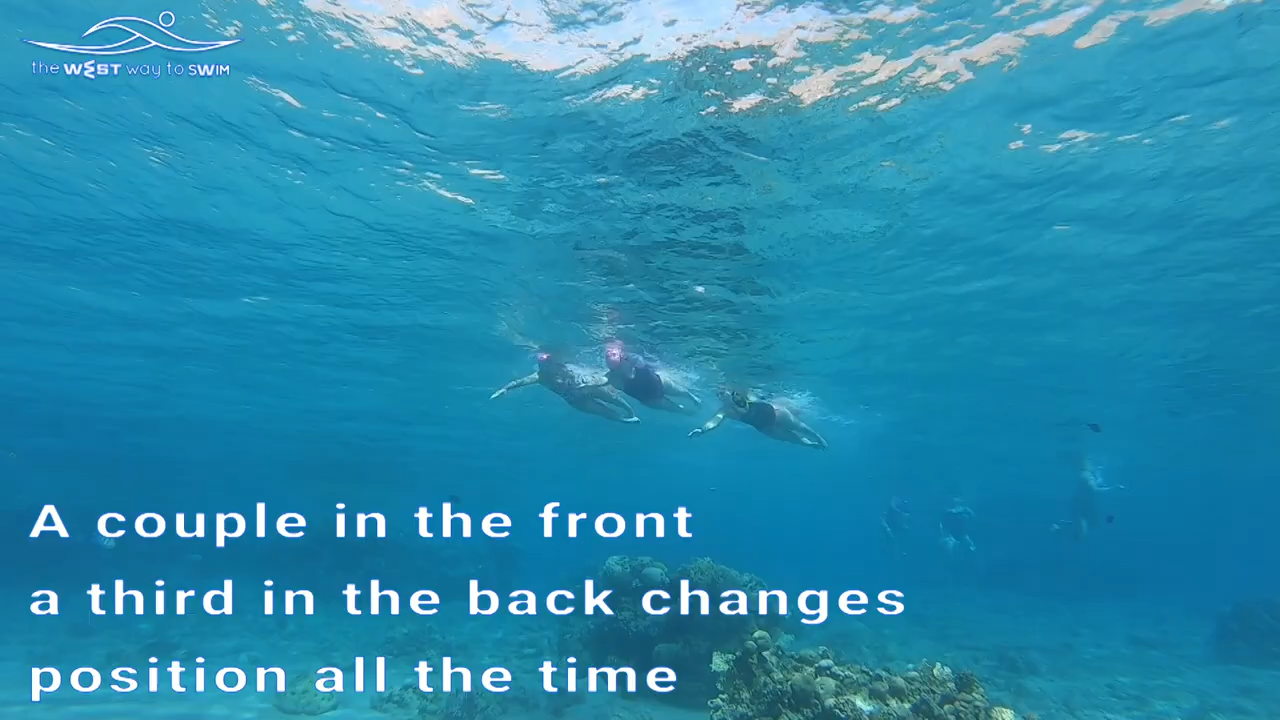 the WEST way to SWIM
A couple in the front
a third in the back changes
position all the time